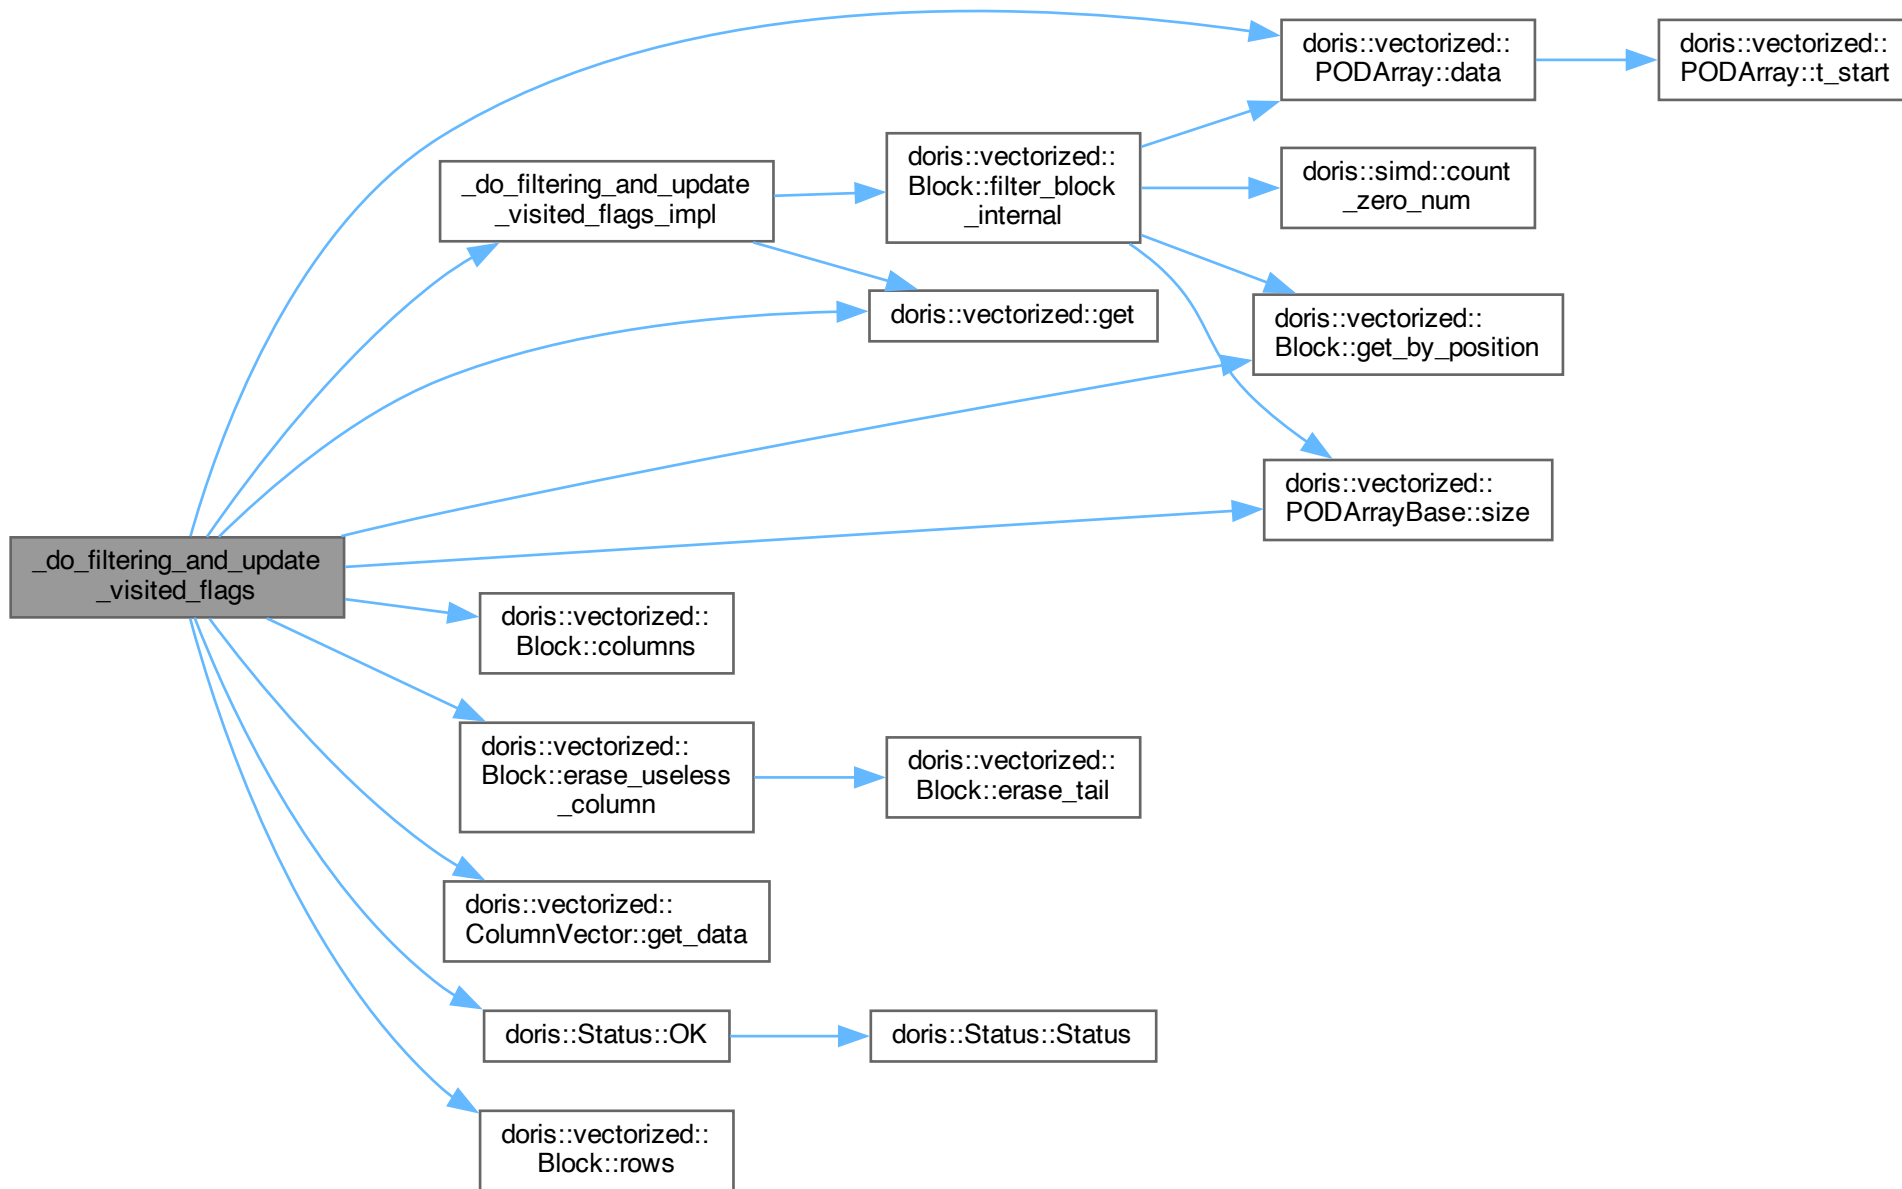 doris::vectorized::
PODArray::data
doris::vectorized::
PODArray::t_start
doris::vectorized::
Block::filter_block
_internal
doris::simd::count
_zero_num
_do_filtering_and_update
_visited_flags_impl
doris::vectorized::get
doris::vectorized::
Block::get_by_position
doris::vectorized::
PODArrayBase::size
_do_filtering_and_update
_visited_flags
doris::vectorized::
Block::columns
doris::vectorized::
Block::erase_useless
_column
doris::vectorized::
Block::erase_tail
doris::vectorized::
ColumnVector::get_data
doris::Status::OK
doris::Status::Status
doris::vectorized::
Block::rows